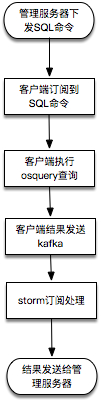 管理服务器下
发SQL命令
客户端订阅到
SQL命令
客户端执行
osquery查询
客户端结果发送
kafka
storm订阅处理
结果发送给管
理服务器